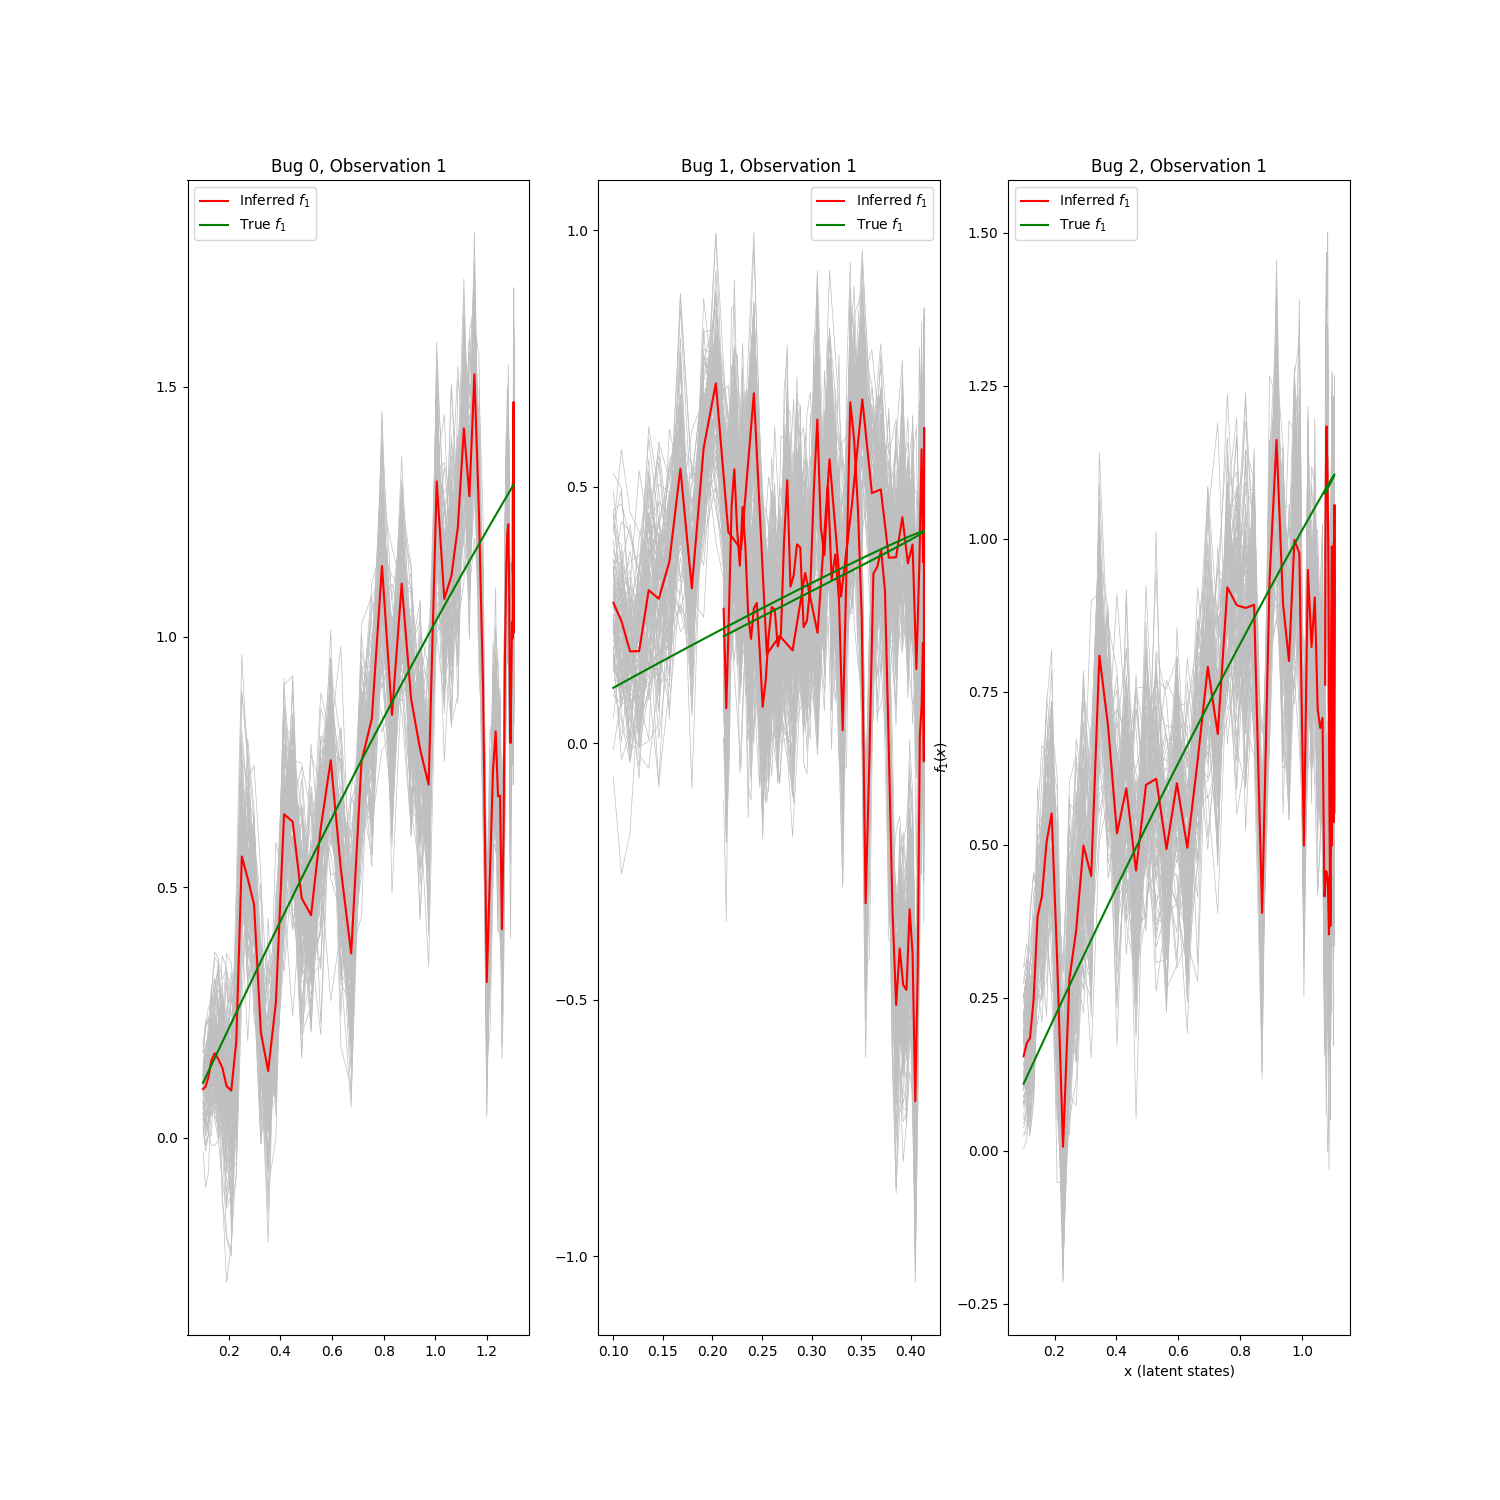 Bug 0, Observation 1
Inferred f₁
True f₁
1.5
1.0
0.5
0.0
0.2 0.4 0.6 0.8 1.0 1.2
Bug 1, Observation 1
Inferred f₁
True f₁
1.0
0.5
0.0
−0.5
−1.0
0.10 0.15 0.20 0.25 0.30 0.35 0.40
Bug 2, Observation 1
Inferred f₁
True f₁
f₁(x)
1.50
1.25
1.00
0.75
0.50
0.25
0.00
−0.25
0.2 0.4 0.6 0.8 1.0
x (latent states)